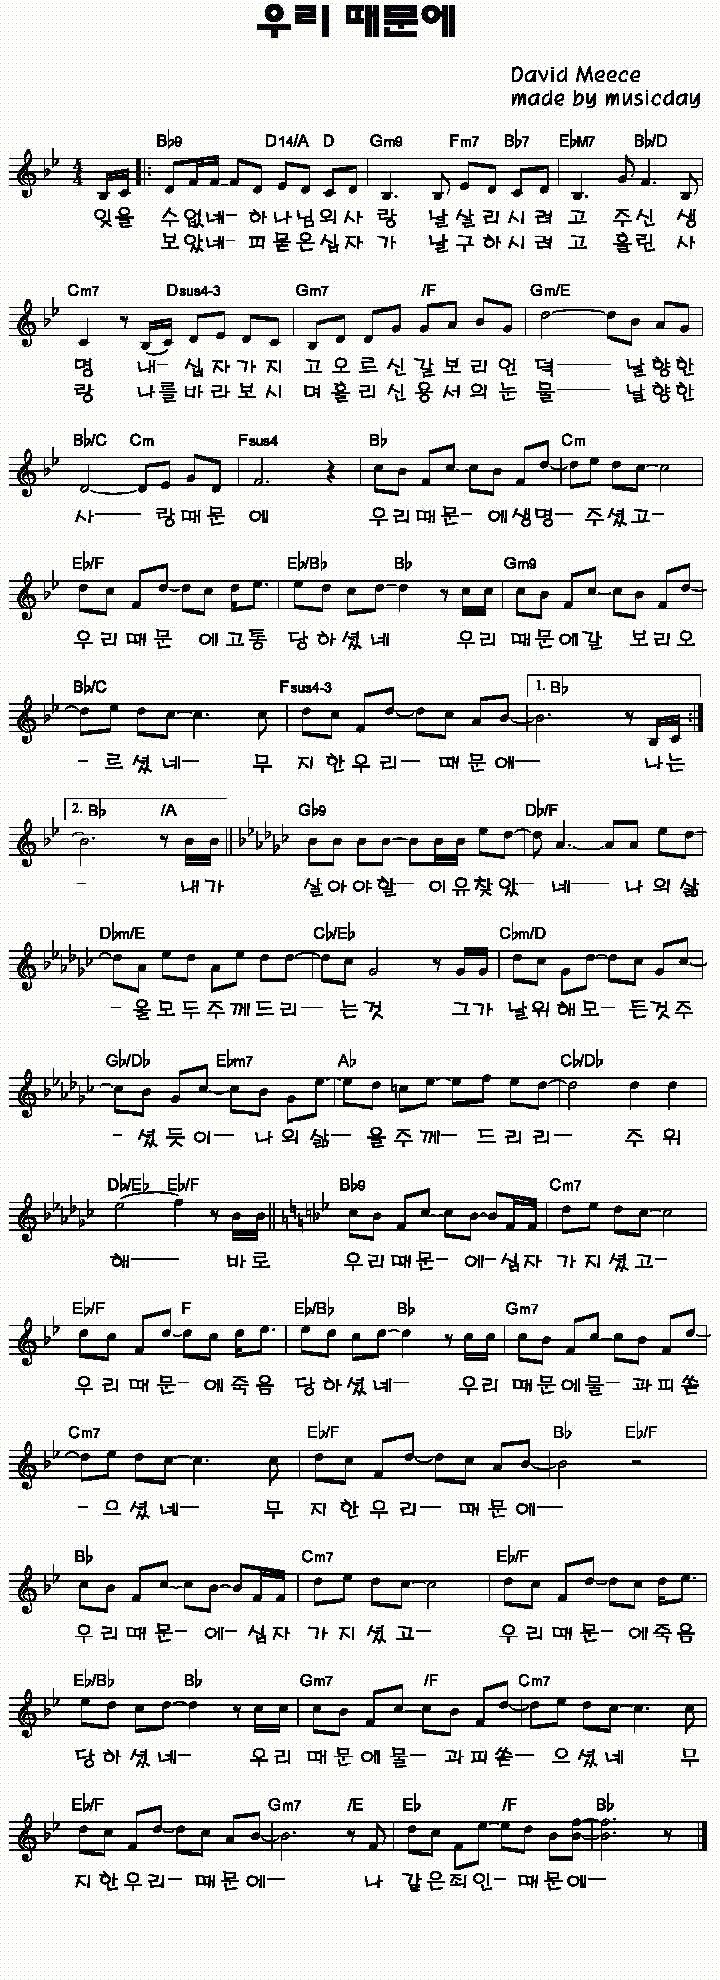 우리 때문에
David Meece
made by musicday
B♭9 D14/A D Gm9 Fm7 B♭7 E♭M7 B♭/D
잊을 수없네- 하나님의사 랑 날살리시려고 주신 생
보았네- 피묻은십자 가 날구하시려고 흘린 사
Cm7 Dsus4-3 Gm7 /F Gm/E
명 내- 십자가지 고오르신갈보리언 덕— 날향한
랑 나를바라보시 며흘리신용서의눈 물— 날향한
B♭/C Cm Fsus4 B♭ Cm
사— 랑때문 에 우리때문- 에생명- 주셨고-
E♭/F E♭/B♭ B♭ Gm9
우리때문 에고통 당하셨네 우리 때문에갈 보리오
B♭/C Fsus4-3 1. B♭
- 르셨네- 무 지한우리- 때문에- 나는
2. B♭ /A G♭9 D♭/F
- 내가 살아야할- 이유찾았- 네— 나의삶
D♭m/E C♭/E♭ C♭m/D
- 을모두주께드리- 는것 그가 날위해모- 든것주
G♭/D♭ E♭m7 A♭ C♭/D♭
- 셨듯이- 나의삶- 을주께- 드리리- 주위
D♭/E♭ E♭/F B♭9 Cm7
해— 바로 우리때문- 에-십자 가지셨고-
E♭/F F E♭/B♭ B♭ Gm7
우리때문- 에죽음 당하셨네- 우리 때문에물- 과피쏟
Cm7 E♭/F B♭ E♭/F
- 으셨네- 무 지한우리- 때문에-
B♭ Cm7 E♭/F
우리때문- 에-십자 가지셨고- 우리때문- 에죽음
E♭/B♭ B♭ Gm7 /F Cm7
당하셨네- 우리 때문에물- 과피쏟- 으셨네 무
E♭/F Gm7 /E E♭ /F B♭
지한우리- 때문에- 나 같은죄인- 때문에-